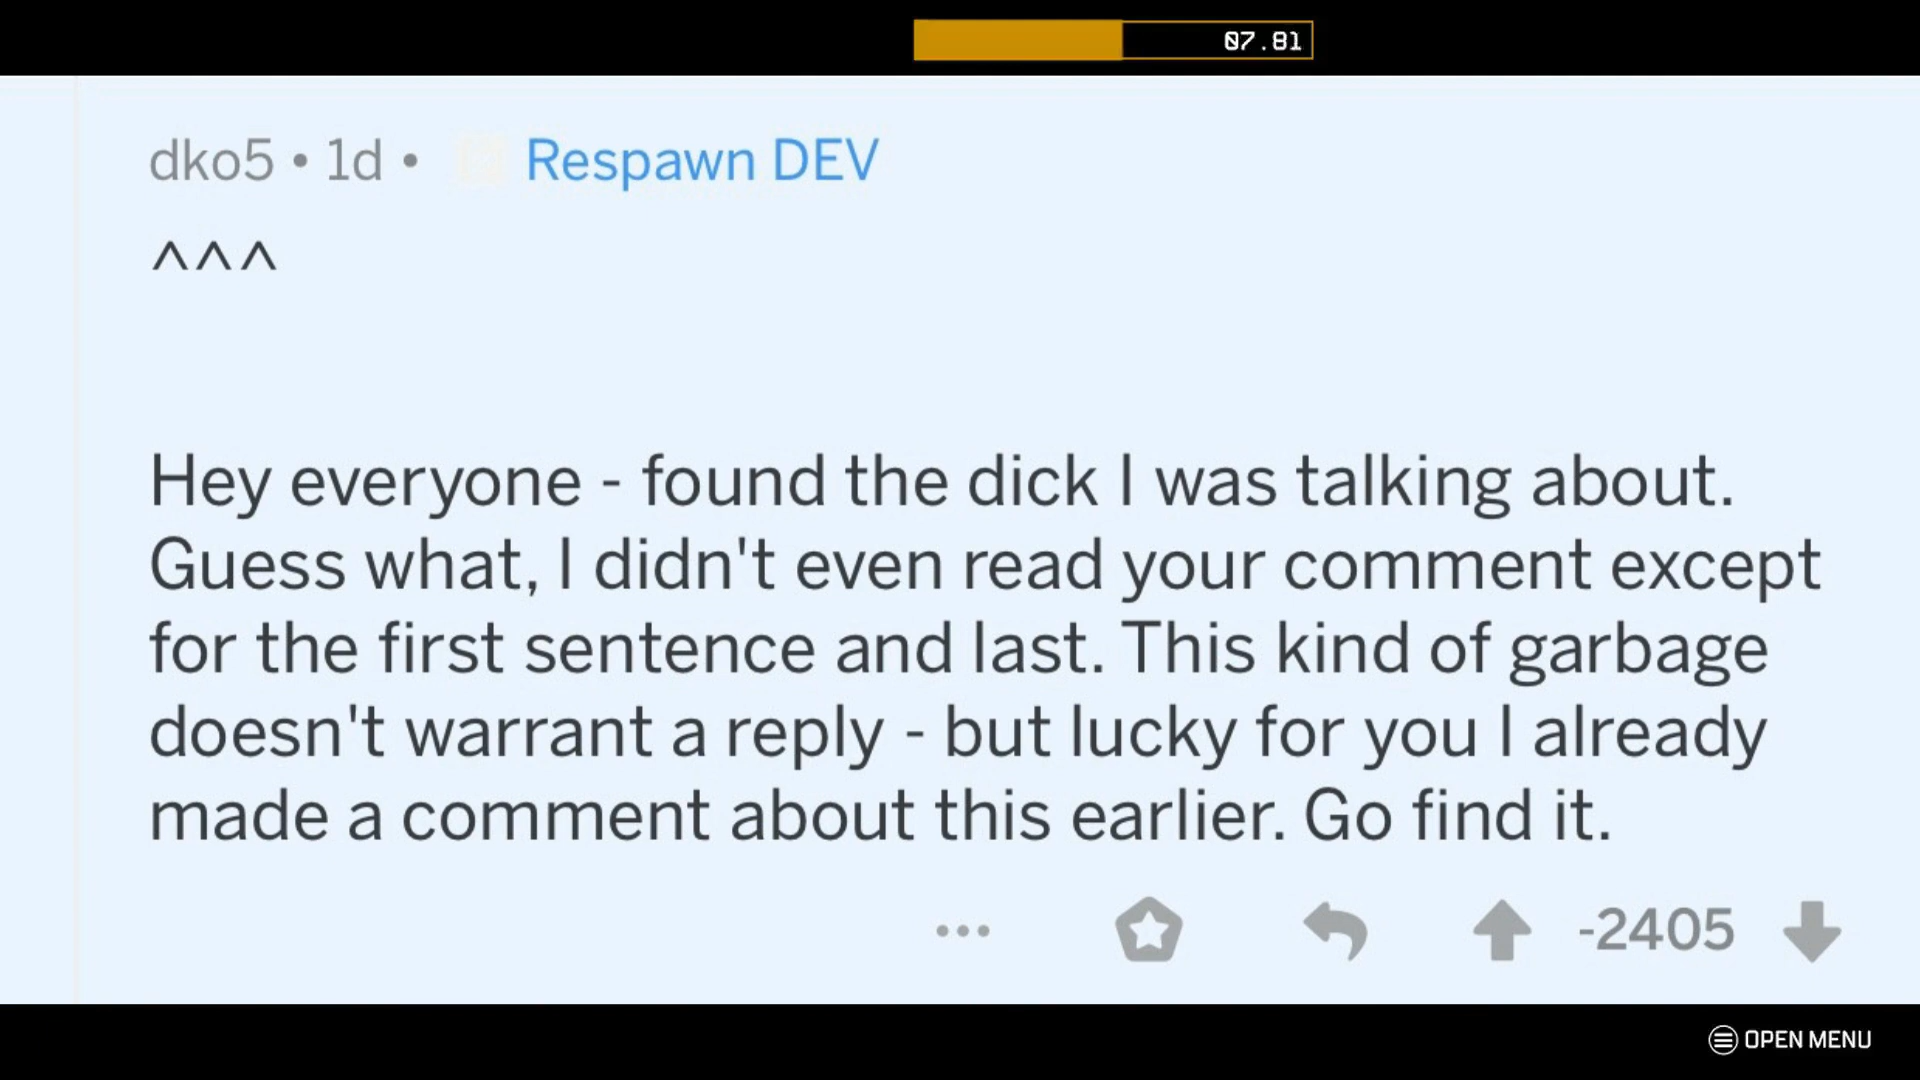 07.81
dko5 • 1d • Respawn DEV
^^^
Hey everyone - found the dick I was talking about.
Guess what, I didn't even read your comment except
for the first sentence and last. This kind of garbage
doesn't warrant a reply - but lucky for you I already
made a comment about this earlier. Go find it.
... -2405
OPEN MENU